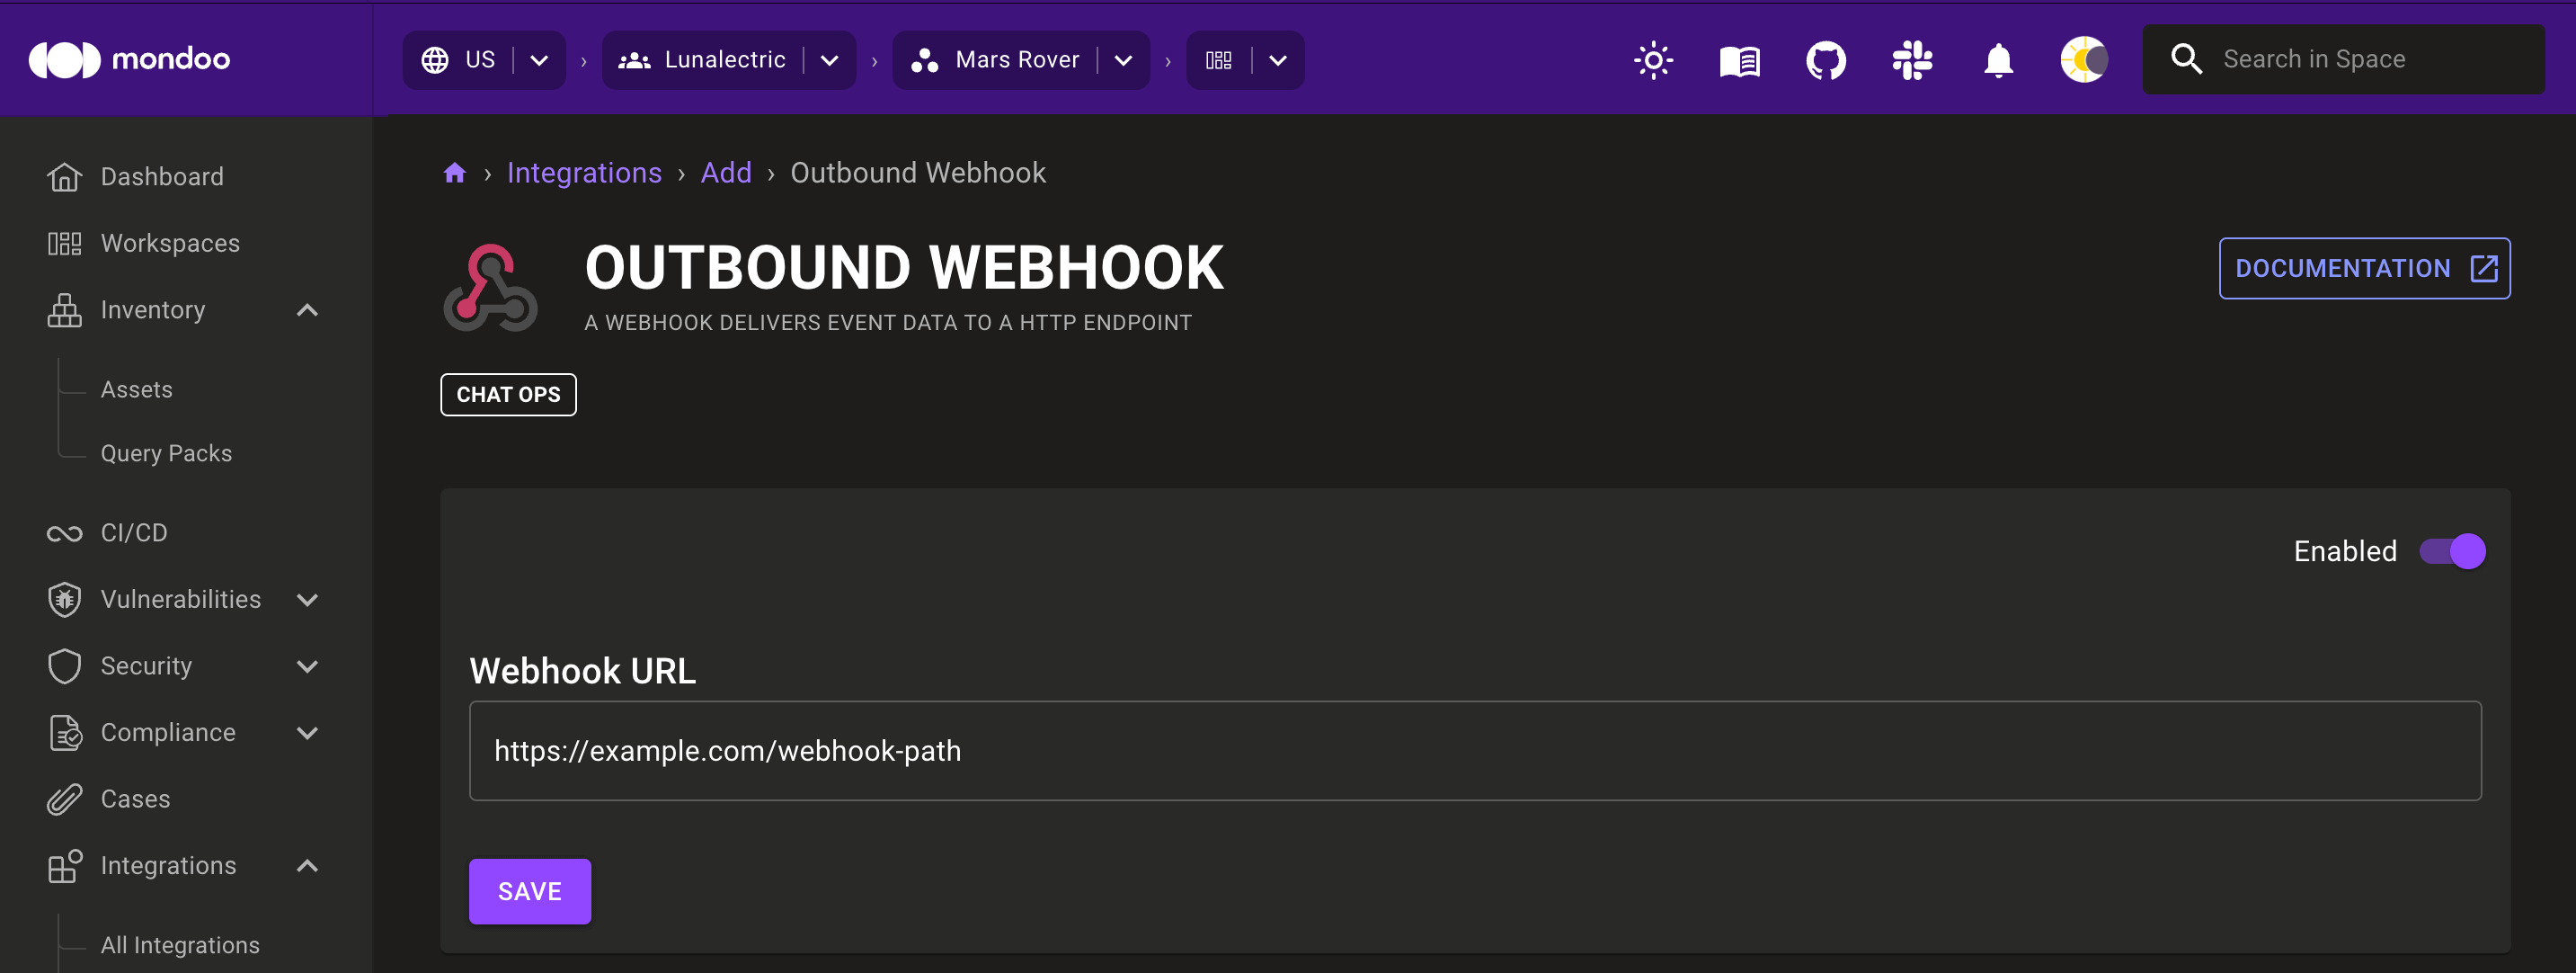 mondoo
US
Lunalectric
Mars Rover
Search in Space
Dashboard
Workspaces
Inventory
Assets
Query Packs
CI/CD
Vulnerabilities
Security
Compliance
Cases
Integrations
All Integrations
Integrations › Add › Outbound Webhook
OUTBOUND WEBHOOK
A WEBHOOK DELIVERS EVENT DATA TO A HTTP ENDPOINT
DOCUMENTATION
CHAT OPS
Enabled
Webhook URL
https://example.com/webhook-path
SAVE